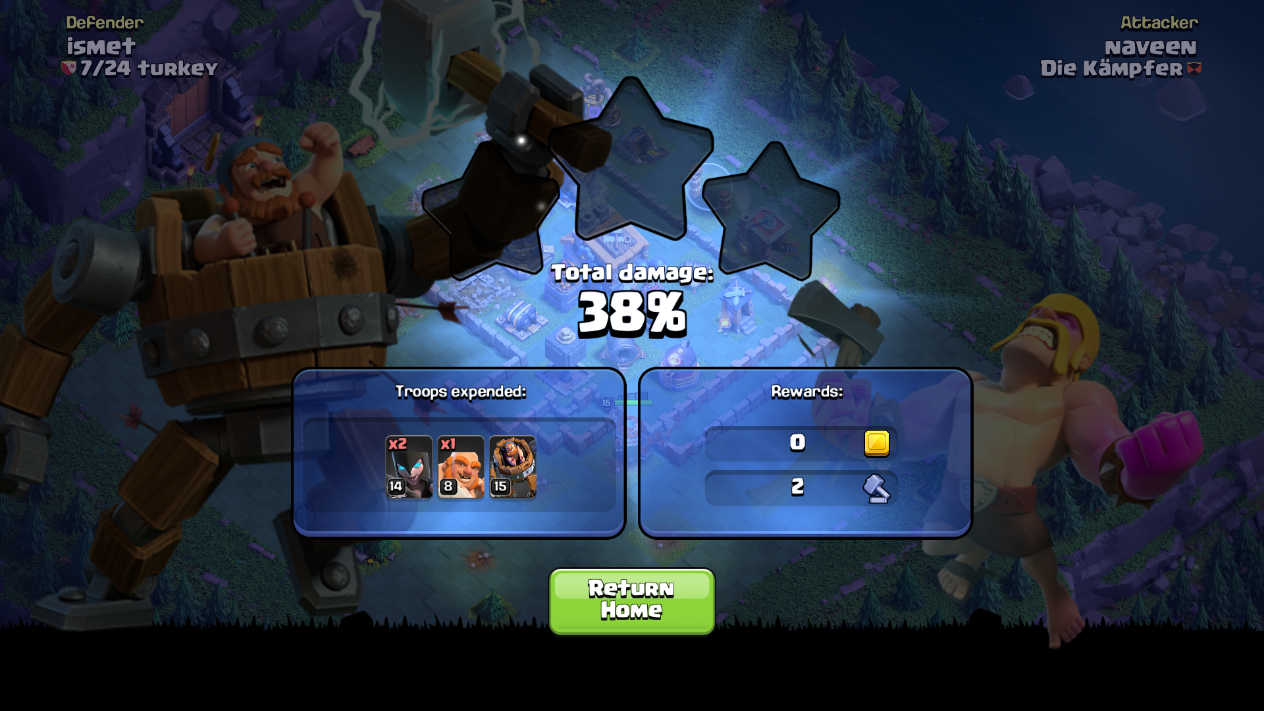 Defender
ismet
7/24 turkey
Attacker
naveen
Die Kämpfer
Total damage:
38%
Troops expended:
x2
14
x1
8
15
15
Rewards:
0
2
Return
Home